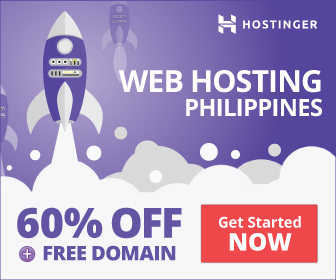 HOSTINGER
WEB HOSTING
PHILIPPINES
60% OFF
+ FREE DOMAIN
Get Started
NOW